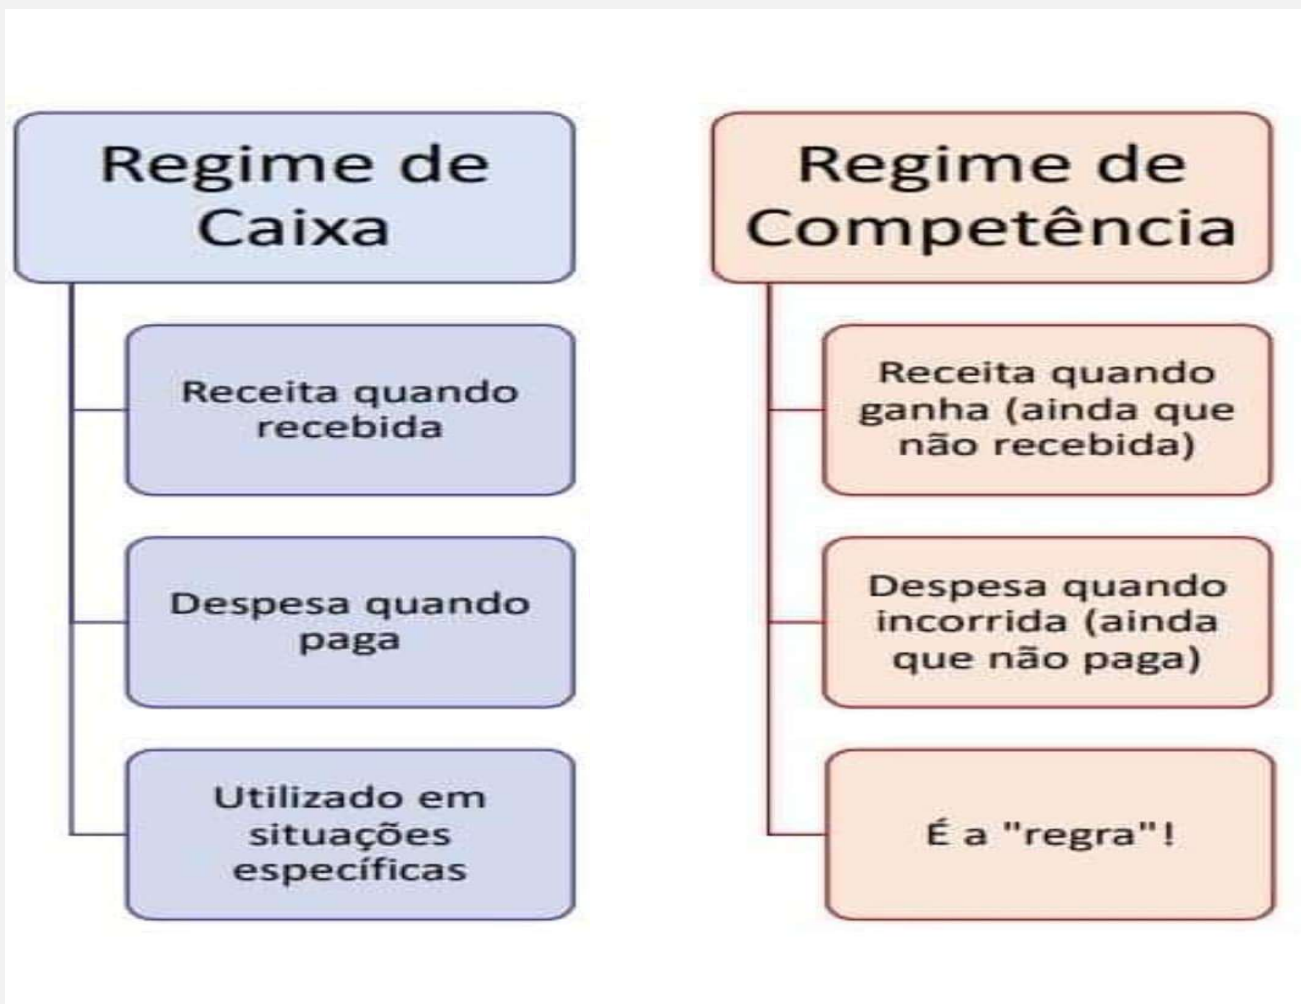 Regime de
Caixa
Receita quando
recebida
Despesa quando
paga
Utilizado em
situações
específicas
Regime de
Competência
Receita quando
ganha (ainda que
não recebida)
Despesa quando
incorrida (ainda
que não paga)
É a "regra"!